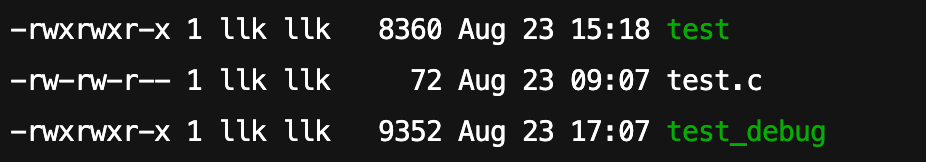 -rwxrwxr-x 1 llk llk   8360 Aug 23 15:18 test
-rw-rw-r-- 1 llk llk     72 Aug 23 09:07 test.c
-rwxrwxr-x 1 llk llk   9352 Aug 23 17:07 test_debug